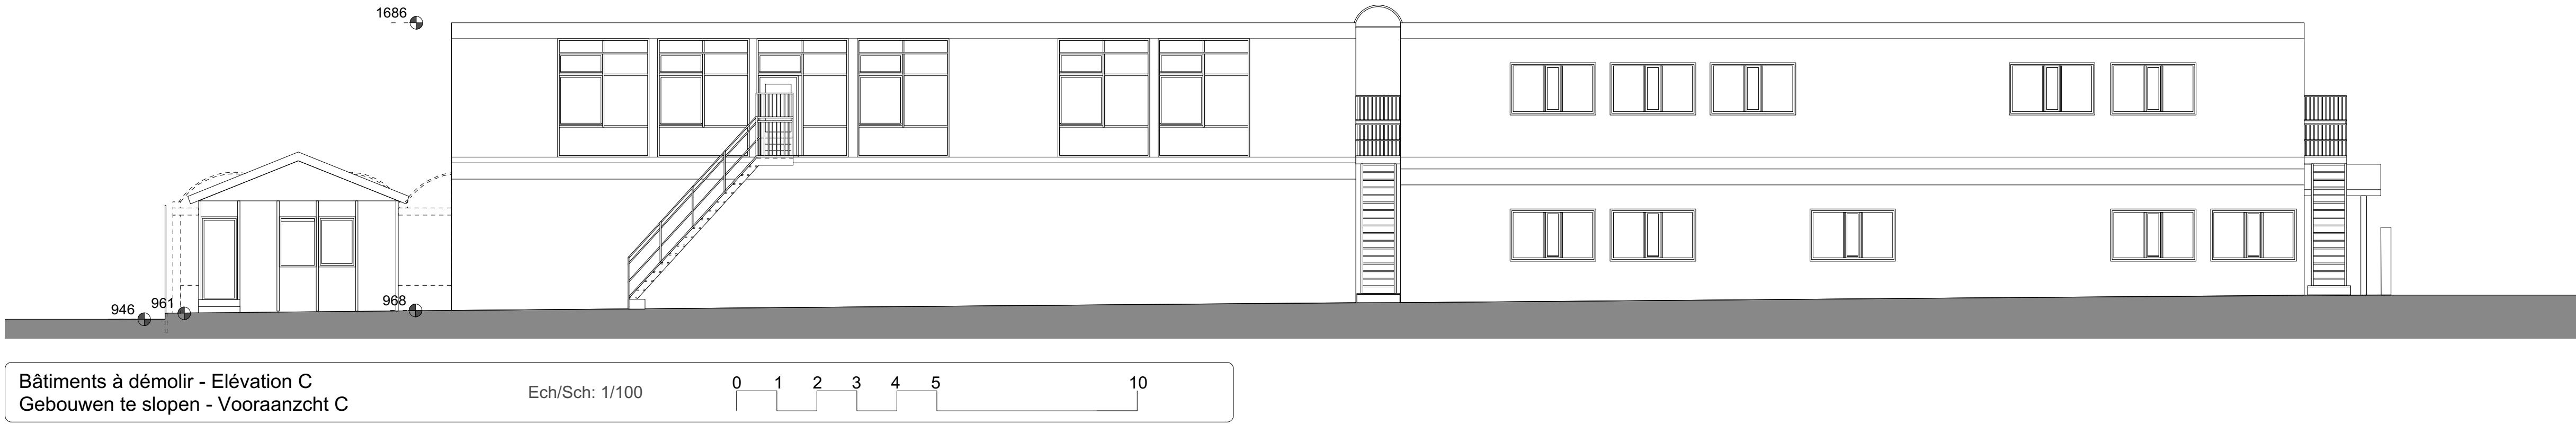 1686
946
961
968
Bâtiments à démolir - Elévation C
Gebouwen te slopen - Vooraanzcht C
Ech/Sch: 1/100
0 1 2 3 4 5 10